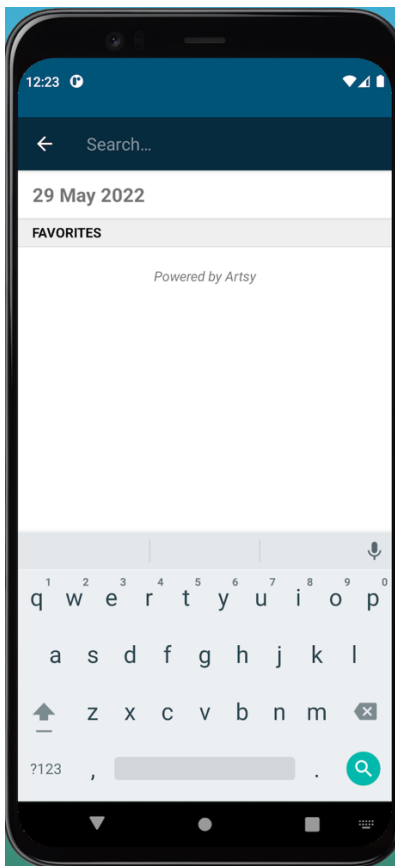 12:23
Search...
29 May 2022
FAVORITES
Powered by Artsy
1 2 3 4 5 6 7 8 9 0
q w e r t y u i o p
a s d f g h j k l
z x c v b n m
?123 , .